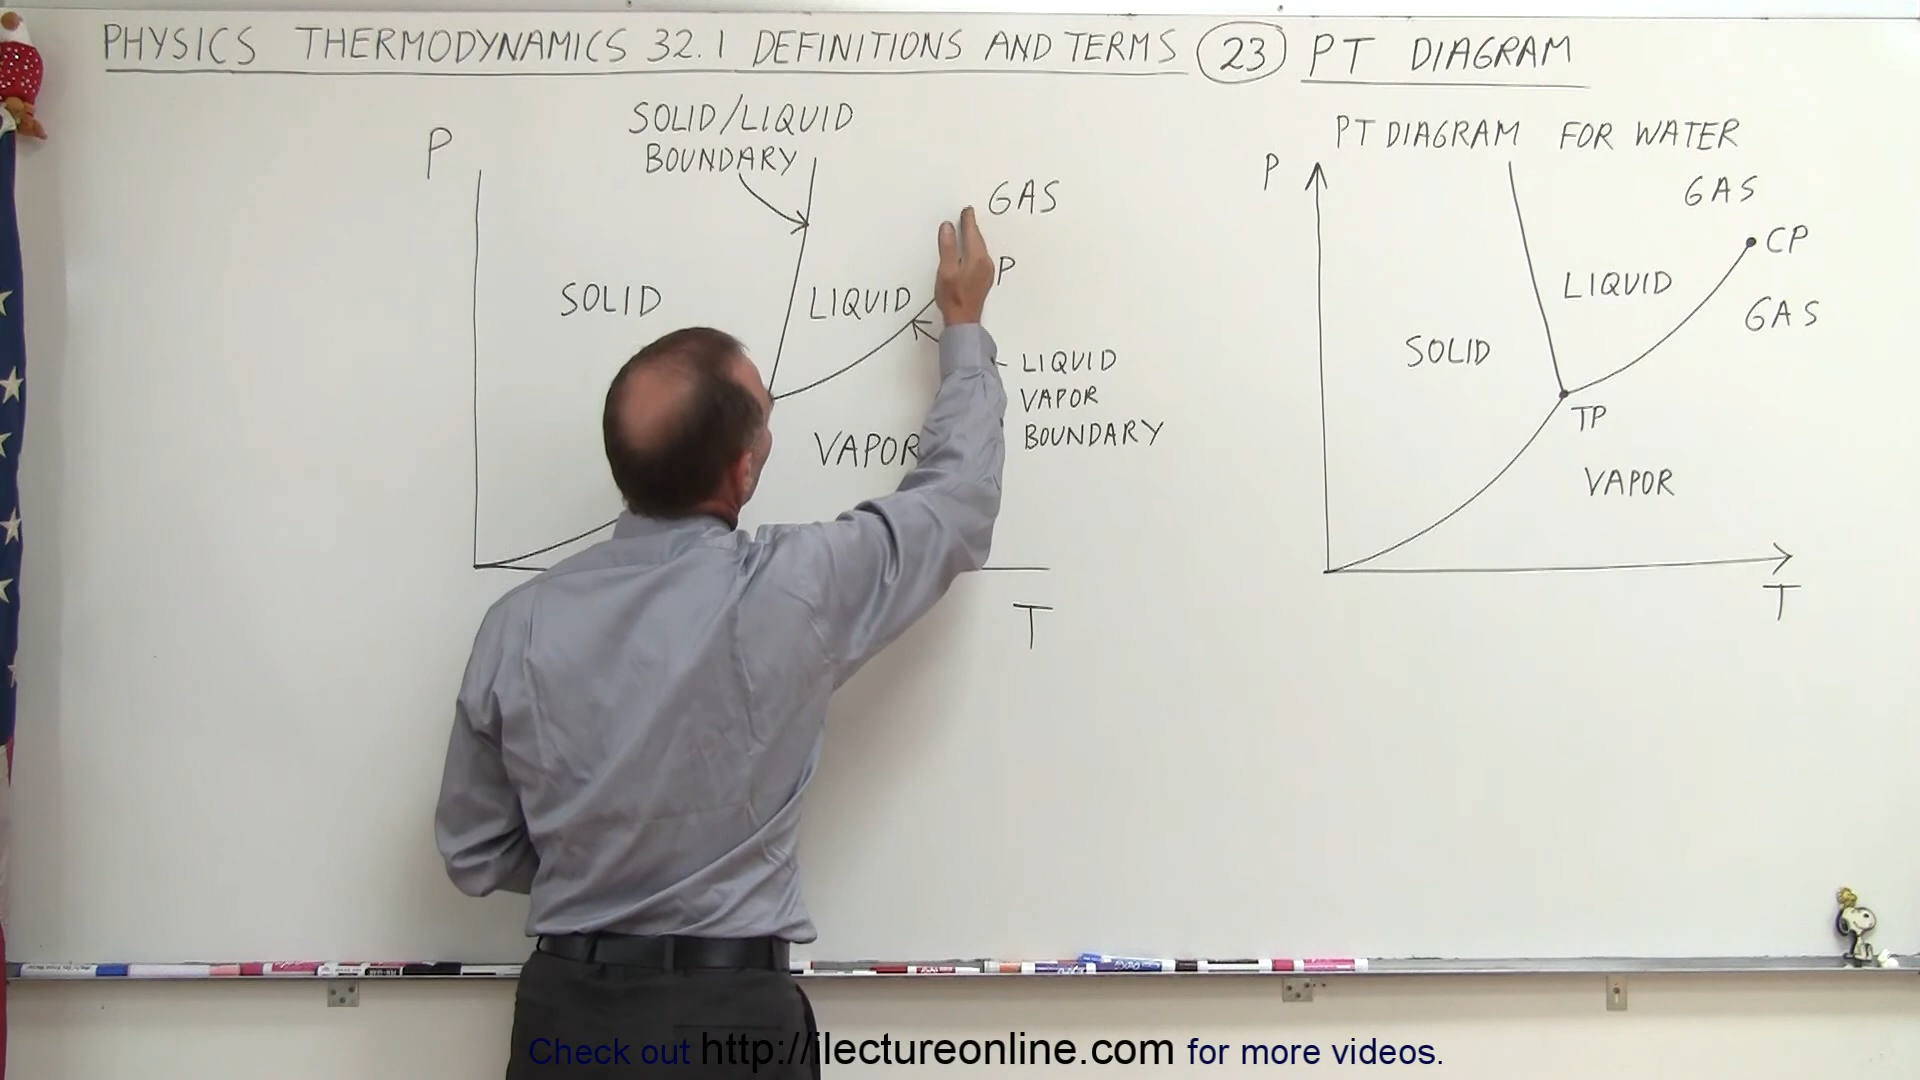 PHYSICS THERMODYNAMICS 32.1 DEFINITIONS AND TERMS 23 PT DIAGRAM
SOLID/LIQUID
BOUNDARY
P
GAS
P
SOLID
LIQUID
LIQUID
VAPOR
BOUNDARY
VAPOR
T
PT DIAGRAM FOR WATER
P
GAS
CP
LIQUID
GAS
SOLID
TP
VAPOR
T
Check out http://ilectureonline.com for more videos.